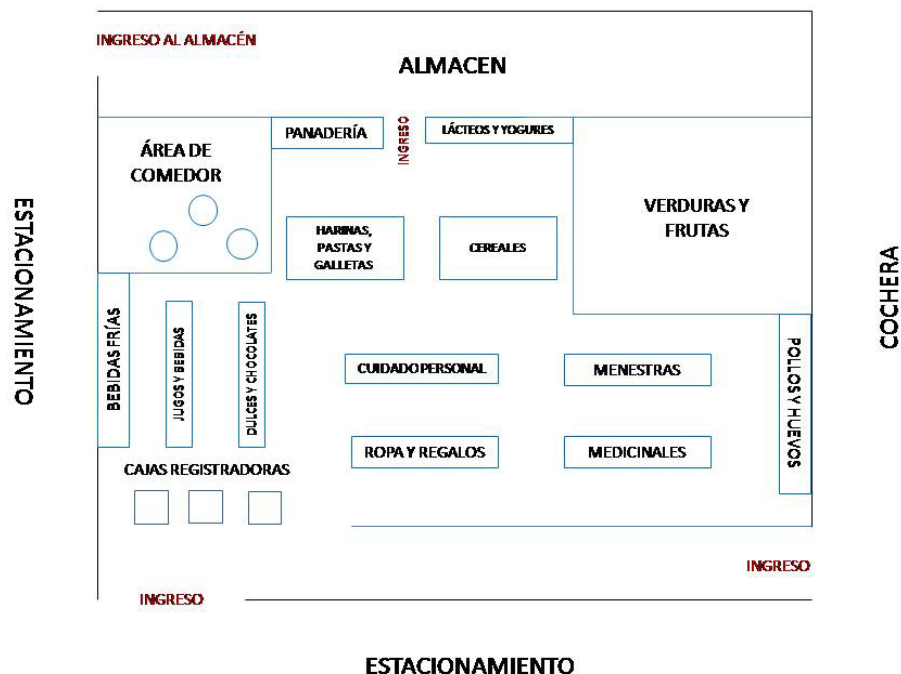 INGRESO AL ALMACÉN
ALMACEN
PANADERÍA
INGRESO
LÁCTEOS Y YOGURES
ÁREA DE
COMEDOR
VERDURAS Y
FRUTAS
HARINAS,
PASTAS Y
GALLETAS
CEREALES
ESTACIONAMIENTO
COCHERA
BEBIDAS FRÍAS
JUGOS Y BEBIDAS
DULCES Y CHOCOLATES
CUIDADO PERSONAL
MENESTRAS
POLLOS Y HUEVOS
ROPA Y REGALOS
MEDICINALES
CAJAS REGISTRADORAS
INGRESO
INGRESO
ESTACIONAMIENTO